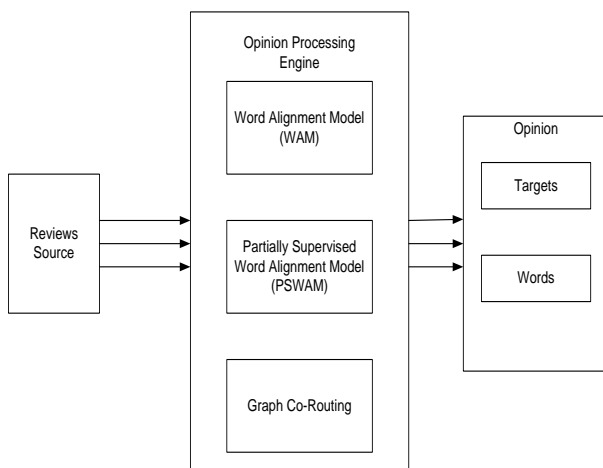 Reviews
Source
Opinion Processing
Engine
Word Alignment Model
(WAM)
Partially Supervised
Word Alignment Model
(PSWAM)
Graph Co-Routing
Opinion
Targets
Words